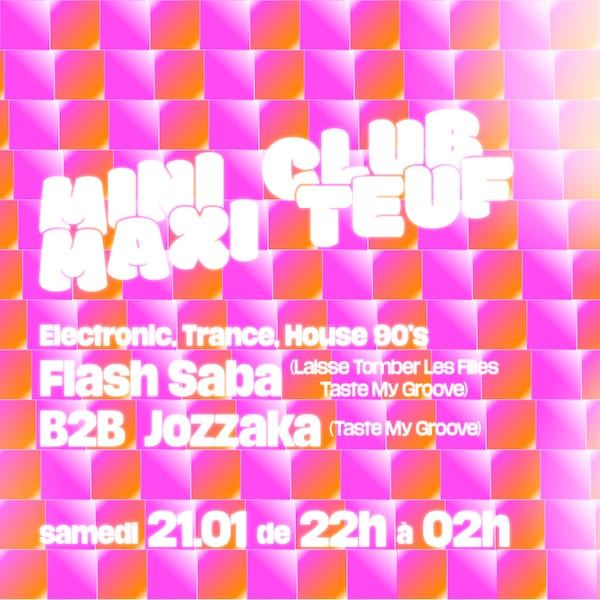 MINI CLUB
MAXI TEUF
Electronic, Trance, House 90's
Flash Saba (Laisse Tomber Les Filles
Taste My Groove)
B2B Jozzaka (Taste My Groove)
samedi 21.01 de 22h à 02h